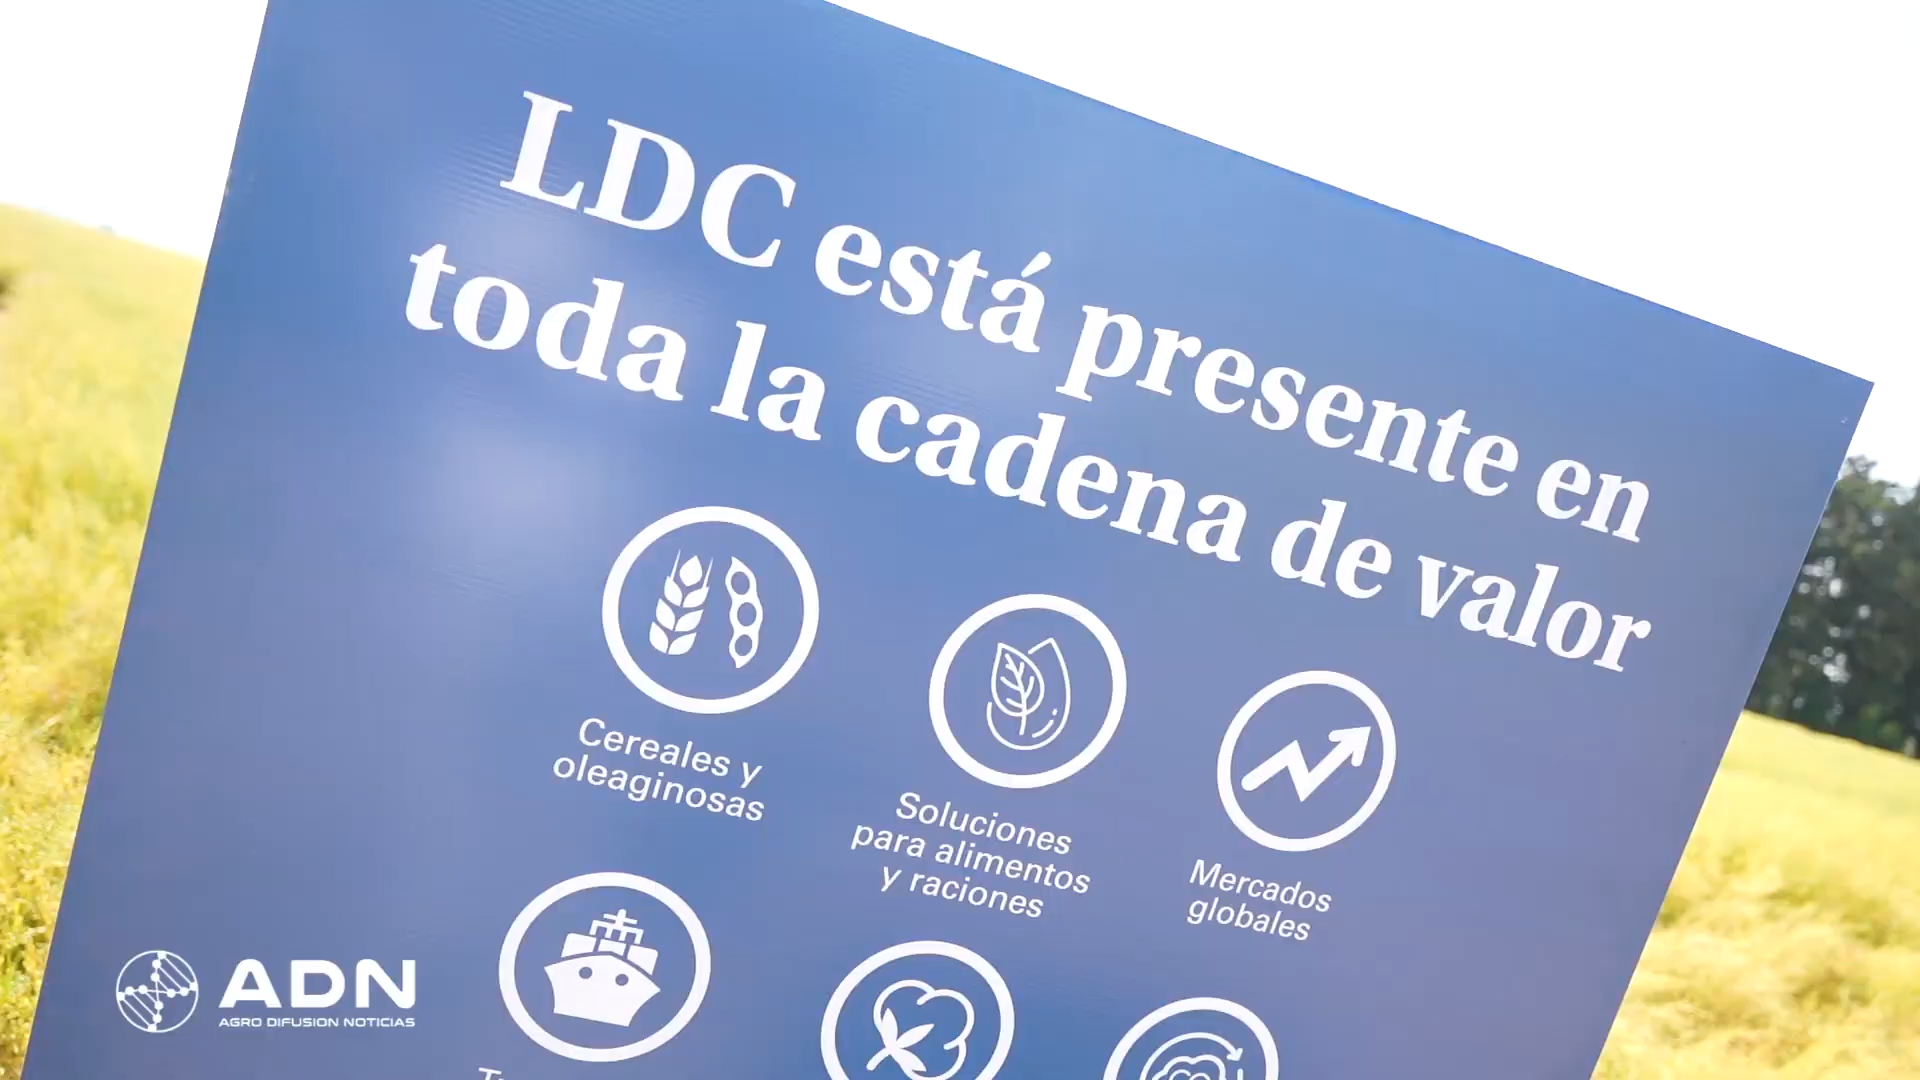 LDC está presente en
toda la cadena de valor
Cereales y
oleaginosas
Soluciones
para alimentos
y raciones
Mercados
globales
ADN
AGRO DIFUSION NOTICIAS